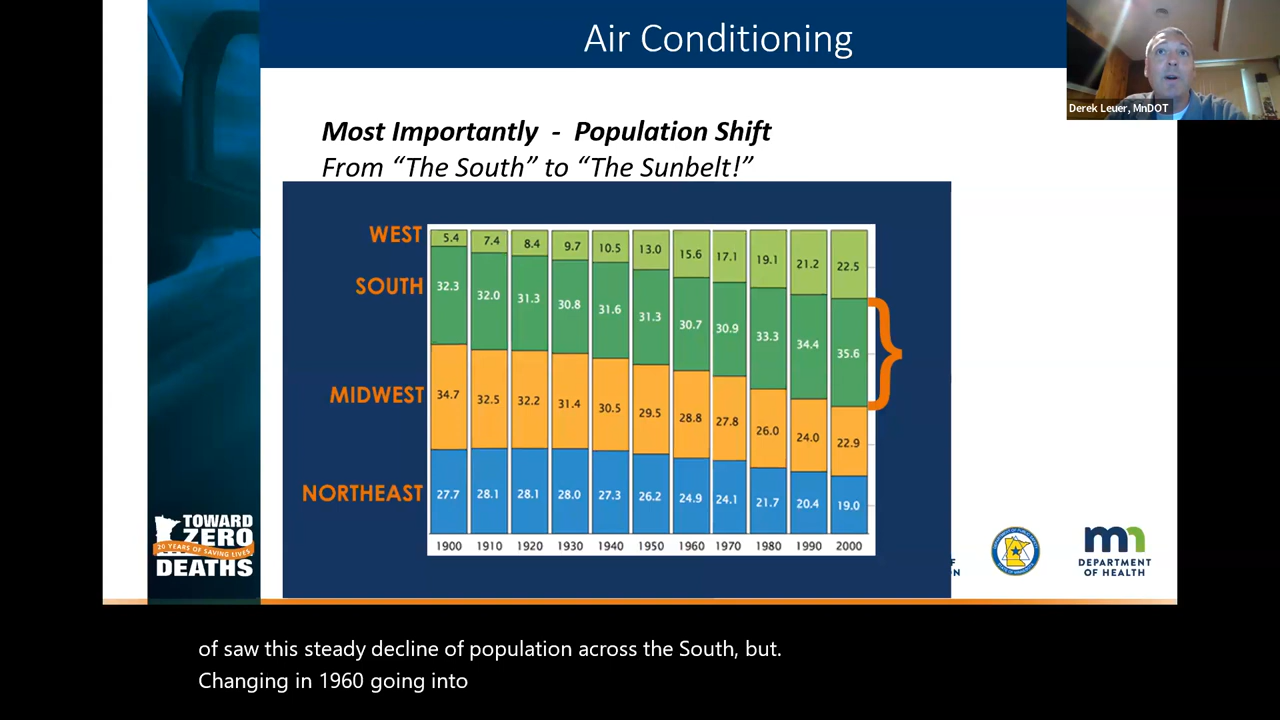 Air Conditioning
Derek Leuer, MnDOT
Most Importantly - Population Shift
From “The South” to “The Sunbelt!”
WEST
SOUTH
MIDWEST
NORTHEAST
5.4 7.4 8.4 9.7 10.5 13.0 15.6 17.1 19.1 21.2 22.5
32.3 32.0 31.3 30.8 31.6 31.3 30.7 30.9 33.3 34.4 35.6
34.7 32.5 32.2 31.4 30.5 29.5 28.8 27.8 26.0 24.0 22.9
27.7 28.1 28.1 28.0 27.3 26.2 24.9 24.1 21.7 20.4 19.0
1900 1910 1920 1930 1940 1950 1960 1970 1980 1990 2000
TOWARD
ZERO
20 YEARS OF SAVING LIVES
DEATHS
F
N
mn
DEPARTMENT
OF HEALTH
of saw this steady decline of population across the South, but.
Changing in 1960 going into